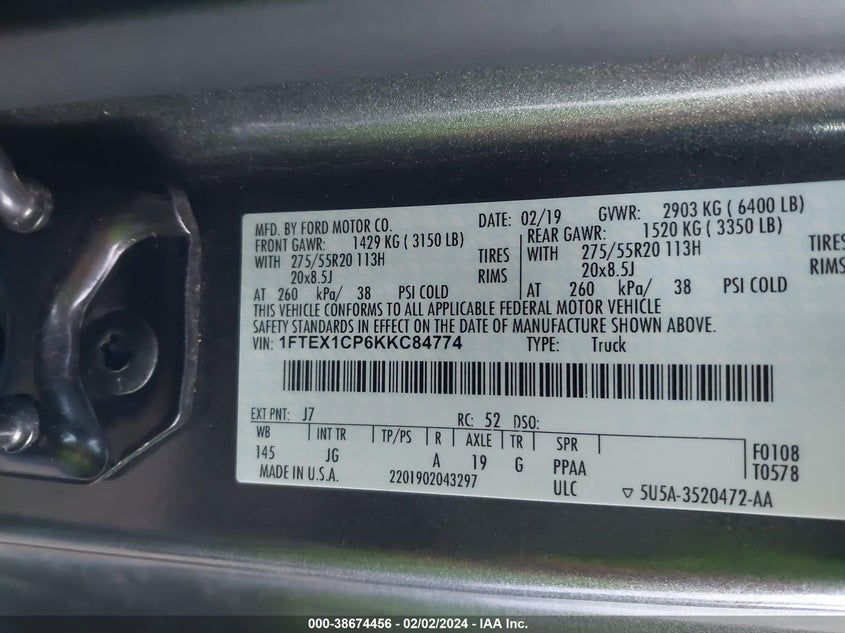 MFD. BY FORD MOTOR CO. DATE: 02/19 GVWR: 2903 KG ( 6400 LB)
FRONT GAWR: 1429 KG ( 3150 LB) REAR GAWR: 1520 KG ( 3350 LB)
WITH 275/55R20 113H TIRES WITH 275/55R20 113H TIRES
20x8.5J RIMS 20x8.5J RIMS
AT 260 kPa/ 38 PSI COLD AT 260 kPa/ 38 PSI COLD
THIS VEHICLE CONFORMS TO ALL APPLICABLE FEDERAL MOTOR VEHICLE
SAFETY STANDARDS IN EFFECT ON THE DATE OF MANUFACTURE SHOWN ABOVE.
VIN: 1FTEX1CP6KKC84774 TYPE: Truck
EXT PNT: J7 RC: 52 DSO:
WB INT TR TP/PS R AXLE TR SPR F0108
145 JG A 19 G PPAA T0578
MADE IN U.S.A. 2201902043297 ULC ▽ 5U5A-3520472-AA
000-38674456 - 02/02/2024 - IAA Inc.